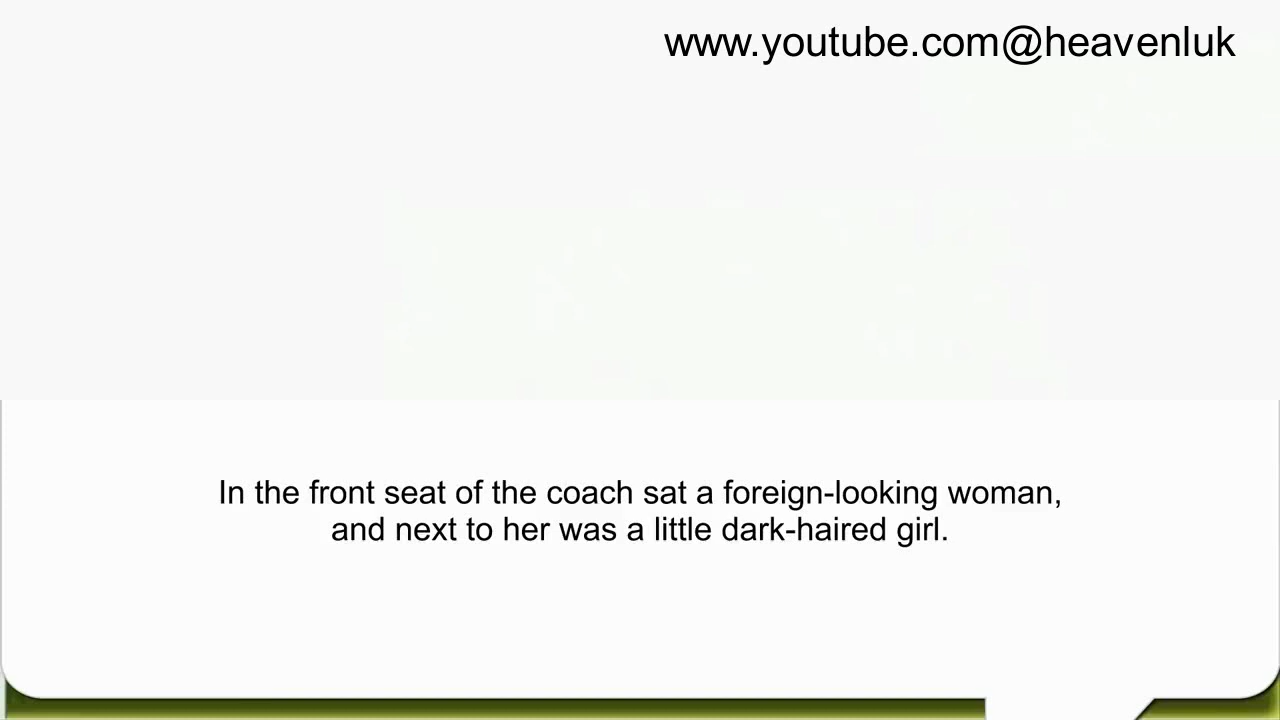 www.youtube.com@heavenluk
In the front seat of the coach sat a foreign-looking woman,
and next to her was a little dark-haired girl.